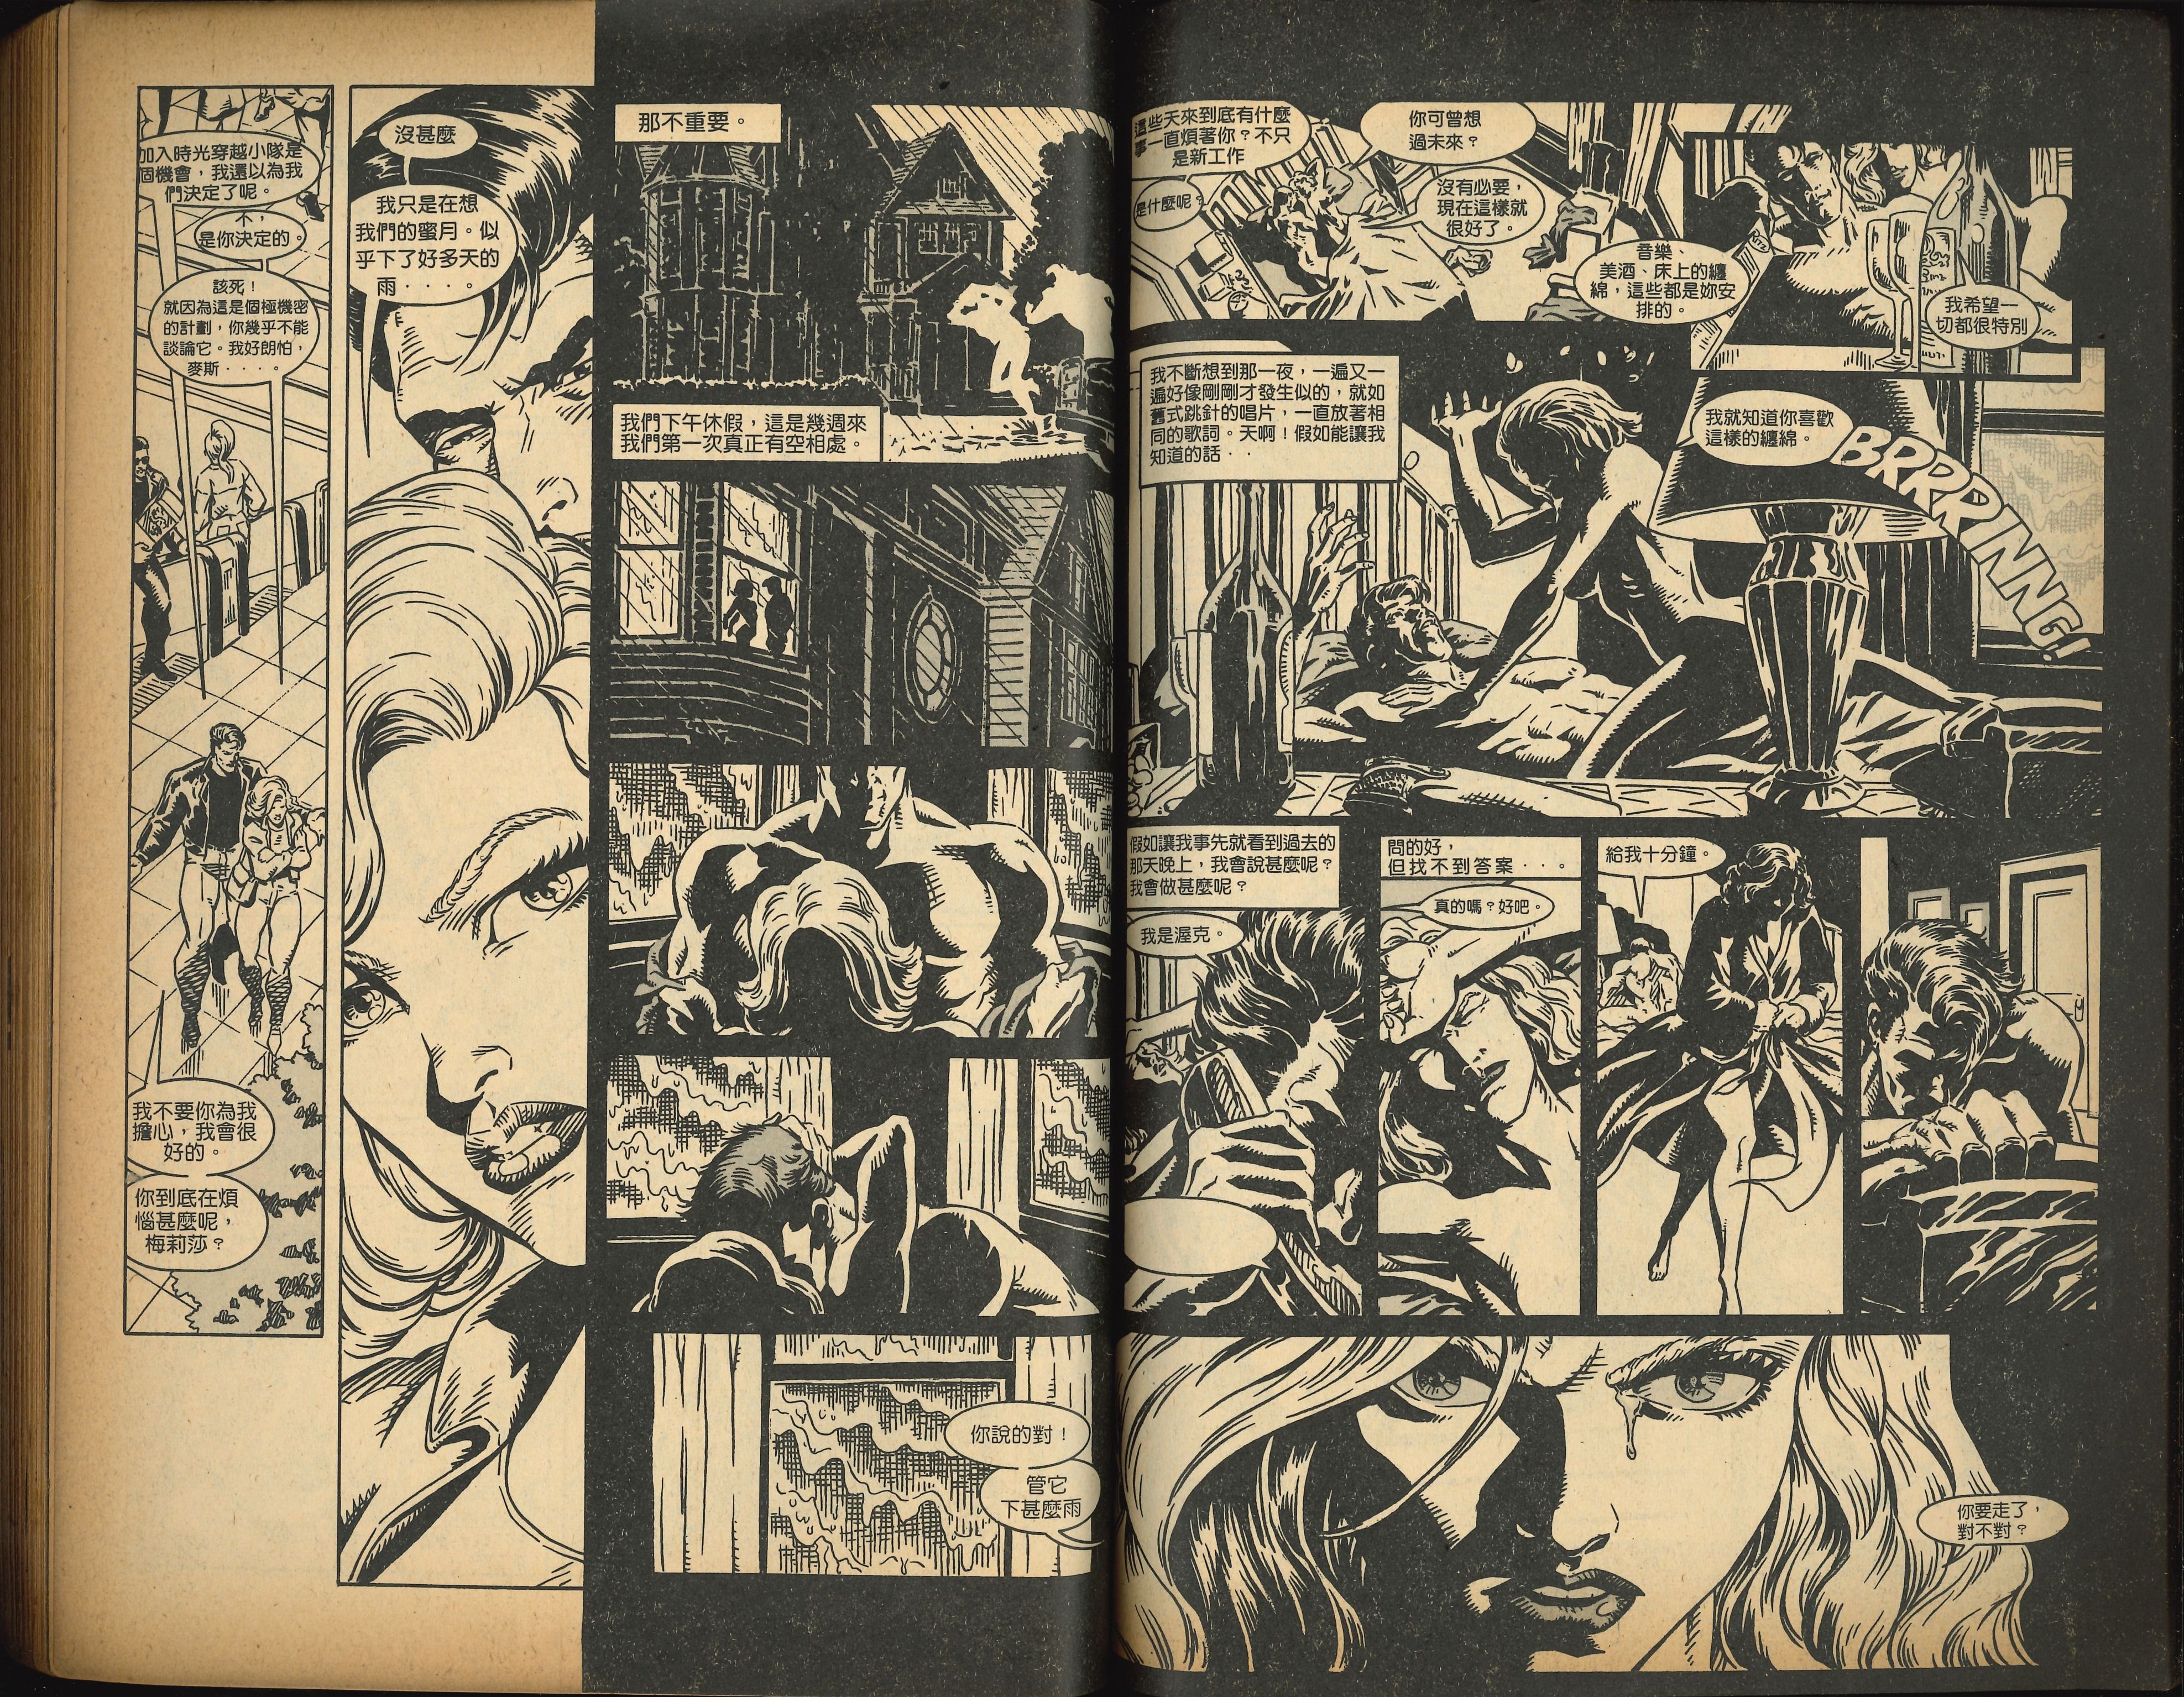 加入時光穿越小隊是
個機會，我還以為我
們決定了呢。
不，
是你決定的。
該死！
就因為這是個極機密
的計劃，你幾乎不能
談論它。我好朗怕，
麥斯····。
我不要你為我
擔心，我會很
好的。
你到底在煩
惱甚麼呢，
梅莉莎？
沒甚麼
我只是在想
我們的蜜月。似
乎下了好多天的
雨····。
那不重要。
我們下午休假，這是幾週來
我們第一次真正有空相處。
你說的對！
管它
下甚麼雨
這些天來到底有什麼
事一直煩著你？不只
是新工作
是什麼呢？
你可曾想
過未來？
沒有必要，
現在這樣就
很好了。
音樂、
美酒、床上的纏
綿，這些都是妳安
排的。
我希望一
切都很特別
我不斷想到那一夜，一遍又一
遍好像剛剛才發生似的，就如
舊式跳針的唱片，一直放著相
同的歌詞。天啊！假如能讓我
知道的話··
我就知道你喜歡
這樣的纏綿。
BRRRINNG!
假如讓我事先就看到過去的
那天晚上，我會說甚麼呢？
我會做甚麼呢？
我是渥克。
問的好，
但找不到答案···。
真的嗎？好吧。
給我十分鐘。
你要走了，
對不對？